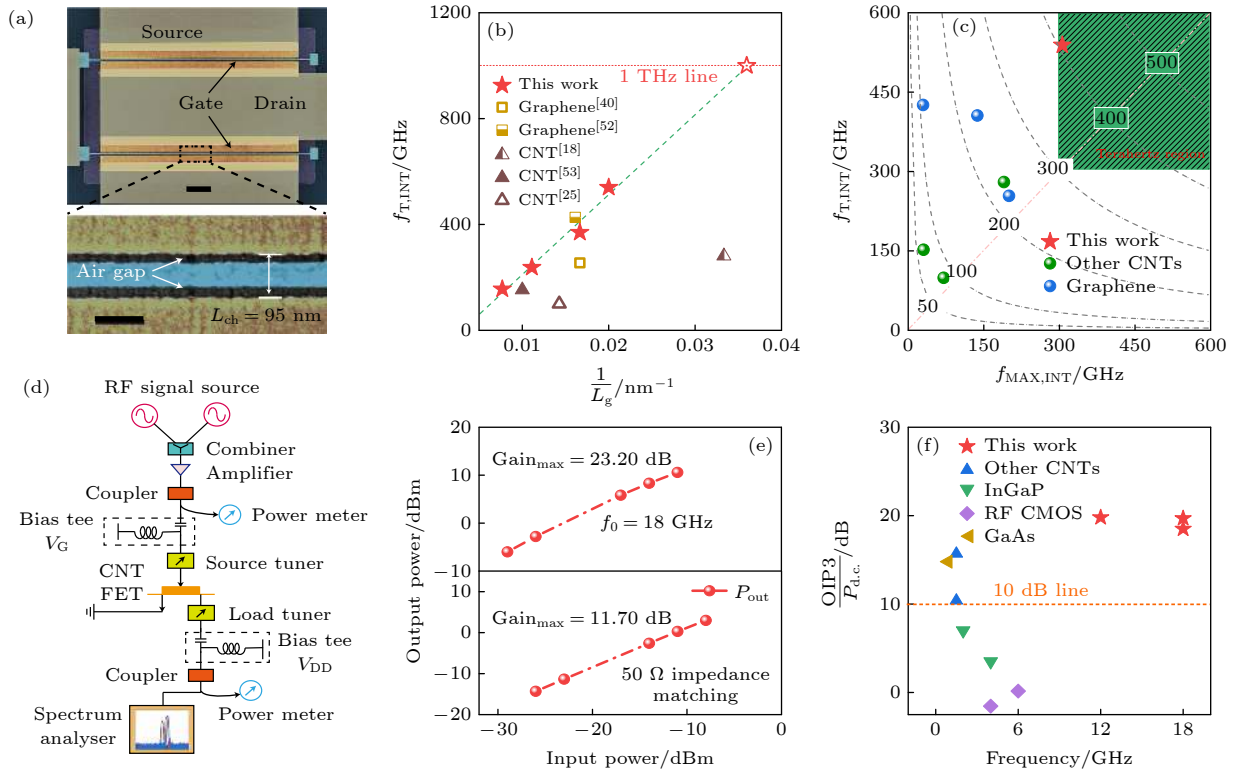 (a)
Source
Gate
Drain
Air gap
L_ch = 95 nm
(b)
1200
800
400
0
f_T,INT/GHz
1 THz line
This work
Graphene[40]
Graphene[52]
CNT[18]
CNT[53]
CNT[25]
0.01
0.02
0.03
0.04
1/L_g/nm⁻¹
(c)
600
450
300
150
0
f_T,INT/GHz
500
400
Terahertz region
300
200
100
50
This work
Other CNTs
Graphene
0
150
300
450
600
f_MAX,INT/GHz
(d)
RF signal source
Combiner
Amplifier
Coupler
Power meter
Bias tee
V_G
Source tuner
CNT
FET
Load tuner
Bias tee
V_DD
Coupler
Power meter
Spectrum
analyser
(e)
20
10
0
−10
Gain_max = 23.20 dB
f_0 = 18 GHz
20
10
0
−10
−20
P_out
Gain_max = 11.70 dB
50 Ω impedance
matching
Output power/dBm
−30
−20
−10
0
Input power/dBm
(f)
30
20
10
0
OIP3/P_d.c./dB
This work
Other CNTs
InGaP
RF CMOS
GaAs
10 dB line
0
6
12
18
Frequency/GHz